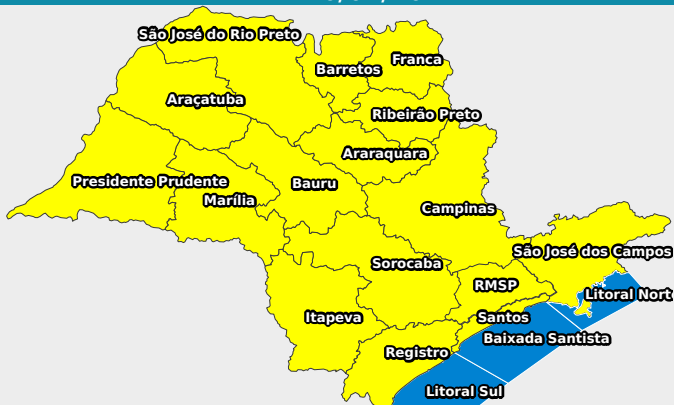 São José do Rio Preto
Franca
Barretos
Araçatuba
Ribeirão Preto
Araraquara
Presidente Prudente
Bauru
Marília
Campinas
São José dos Campos
Sorocaba
RMSP
Litoral Nort
Itapeva
Santos
Baixada Santista
Registro
Litoral Sul